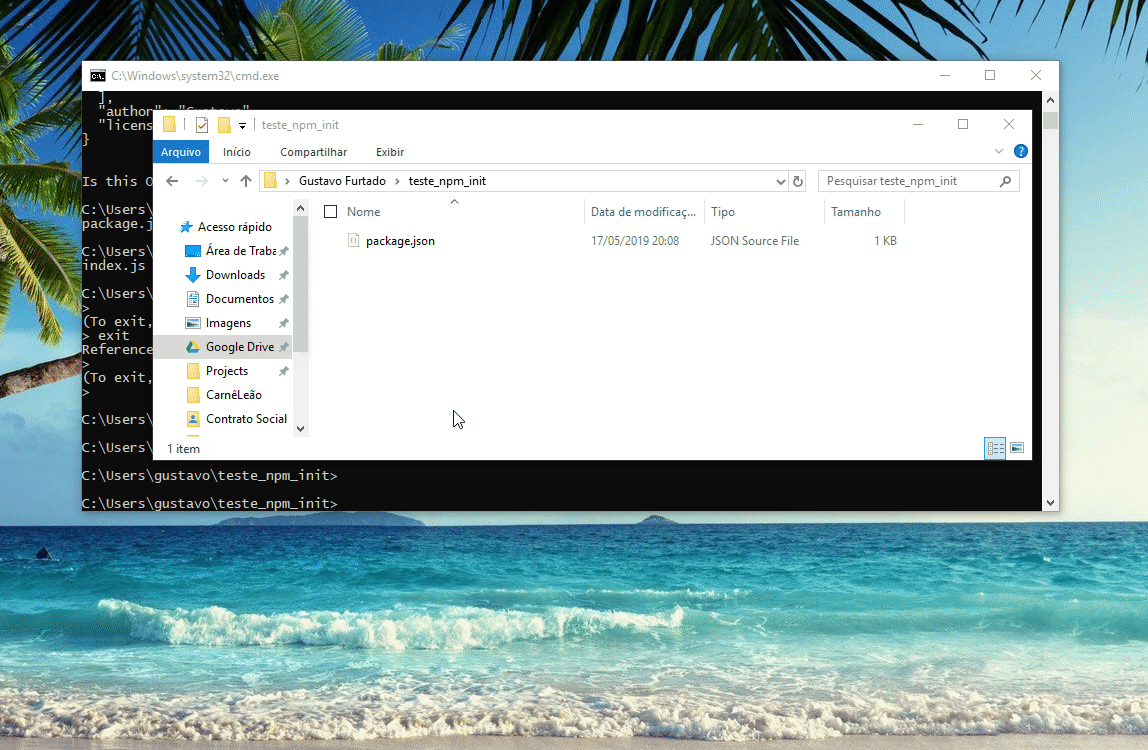 C:\Windows\system32\cmd.exe
],
"author": "Gustavo"
"licens
}
Is this O
C:\Users\
package.j
C:\Users\
index.js
C:\Users\
>
(To exit,
> exit
Reference
>
(To exit,
>
C:\Users\
C:\Users\
C:\Users\gustavo\teste_npm_init>
C:\Users\gustavo\teste_npm_init>
teste_npm_init
Arquivo Início Compartilhar Exibir
Gustavo Furtado › teste_npm_init
Pesquisar teste_npm_init
Nome Data de modificaç... Tipo Tamanho
package.json 17/05/2019 20:08 JSON Source File 1 KB
Acesso rápido
Área de Traba
Downloads
Documentos
Imagens
Google Drive
Projects
CarnêLeão
Contrato Social
1 item